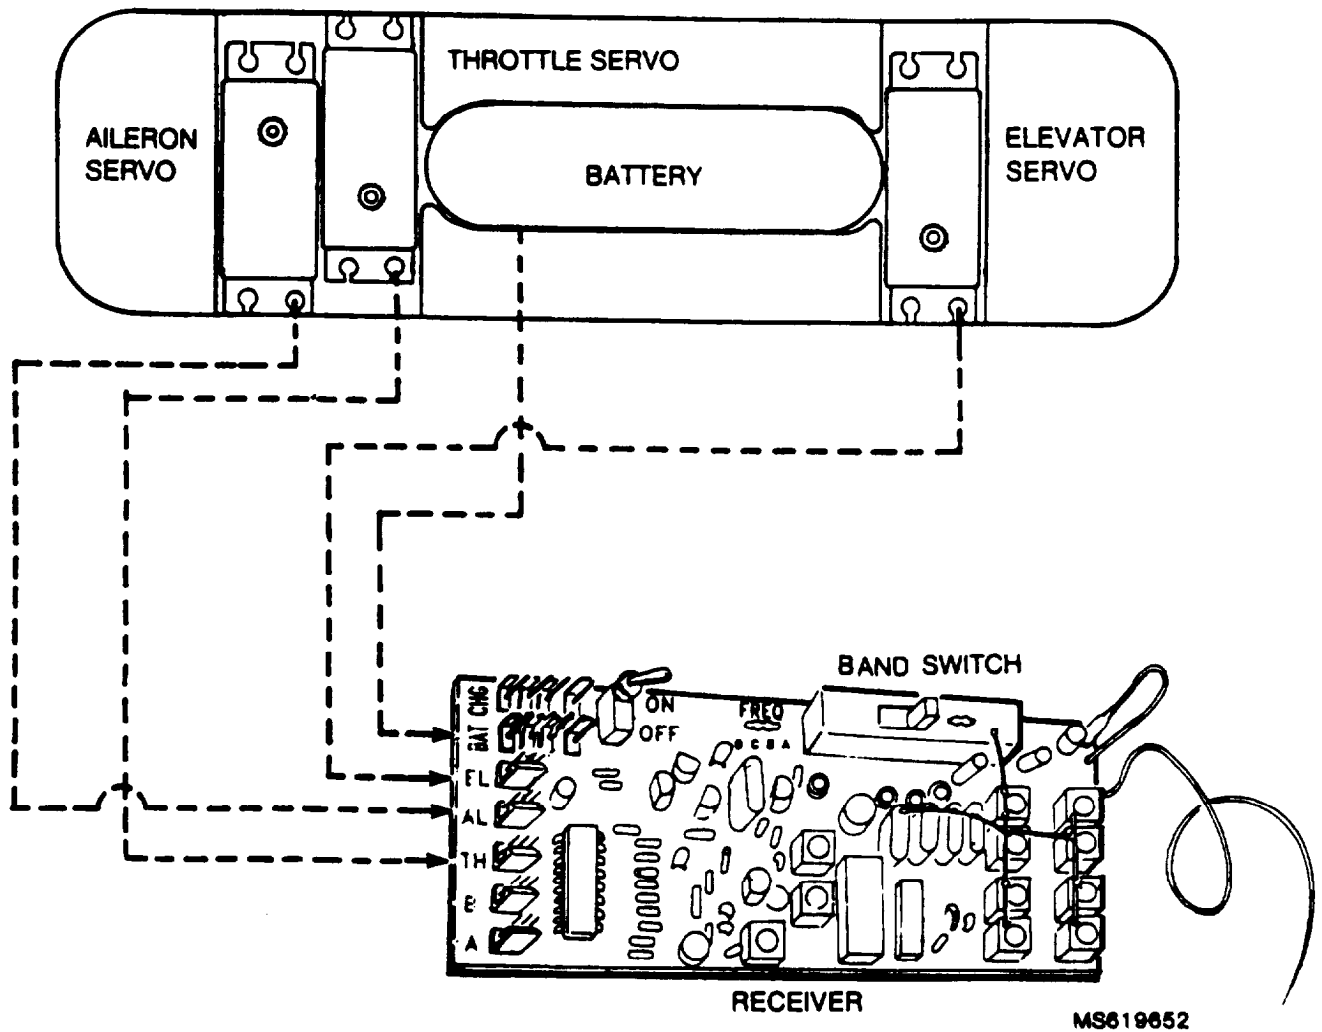 THROTTLE SERVO
AILERON
SERVO
BATTERY
ELEVATOR
SERVO
BAND SWITCH
CHG
ON
OFF
FREQ
BAT
D C B A
EL
AL
TH
B
A
RECEIVER
MS619652